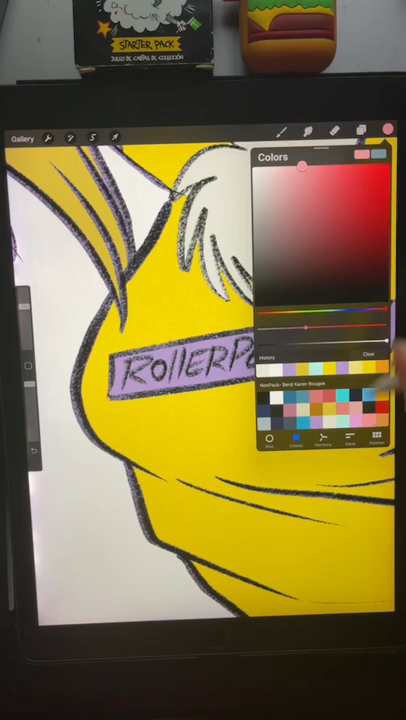 STARTER PACK
JUEGO DE CARTAS DE COLECCIÓN
Gallery
Colors
ROLLERP
History
Clear
Disc
Classic
Harmony
Value
Palettes